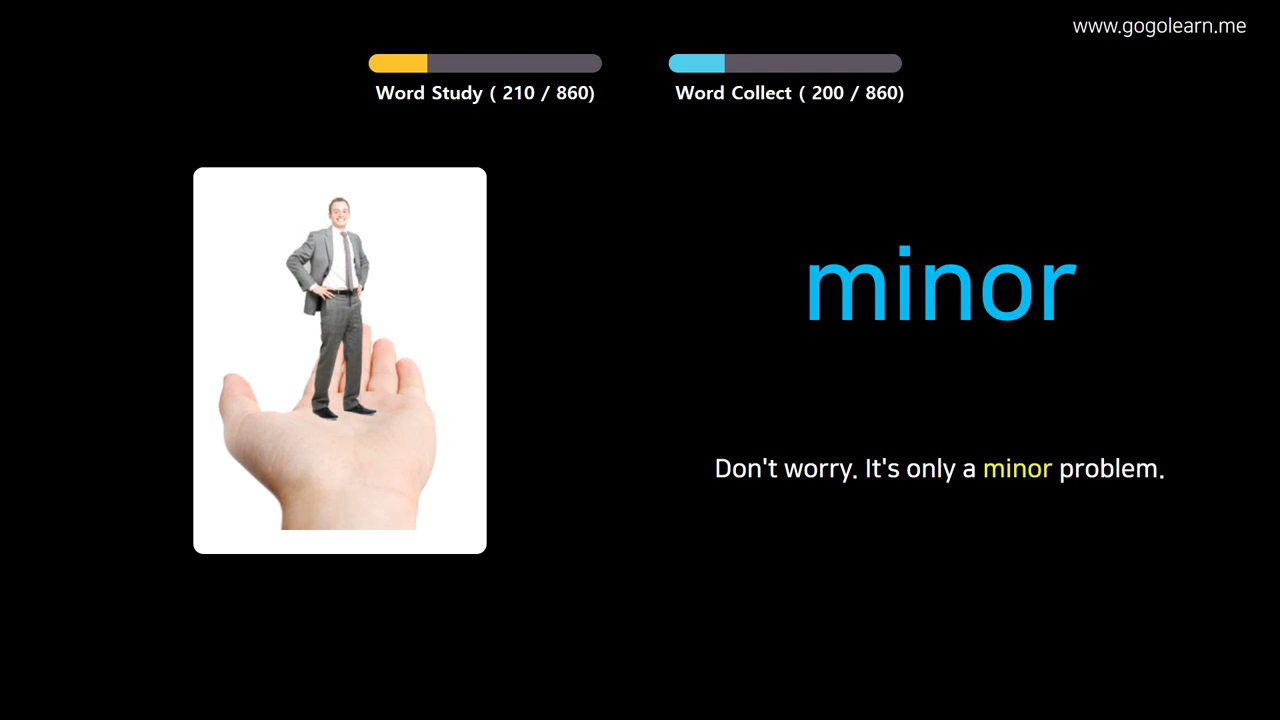 www.gogolearn.me
Word Study ( 210 / 860)
Word Collect ( 200 / 860)
minor
Don't worry. It's only a minor problem.